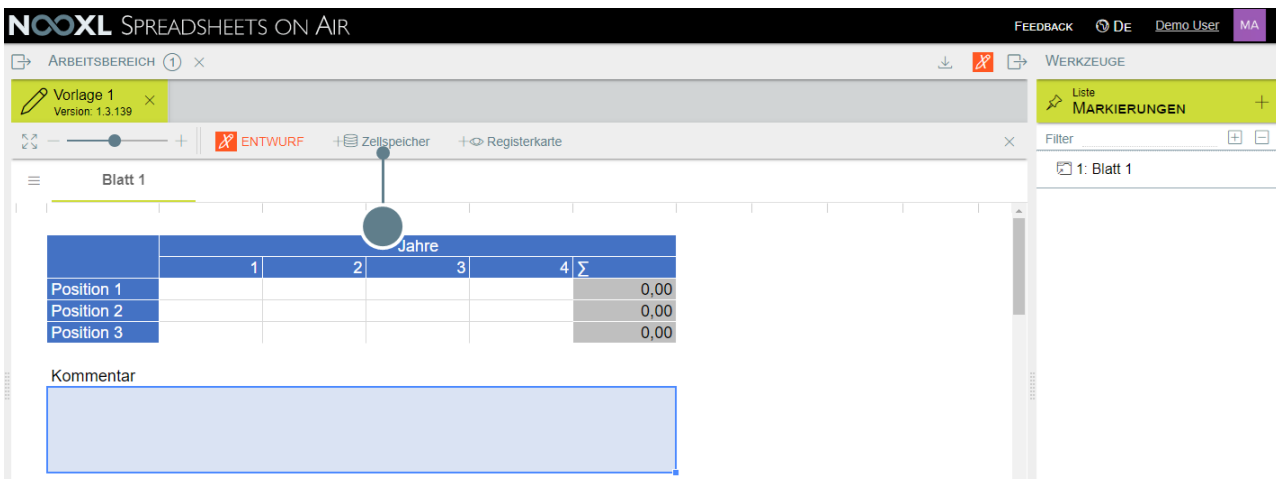 NOOXL SPREADSHEETS ON AIR
FEEDBACK DE Demo User MA
ARBEITSBEREICH 1
WERKZEUGE
Vorlage 1
Version: 1.3.139
Liste
MARKIERUNGEN
ENTWURF Zellspeicher Registerkarte
Filter
Blatt 1
1: Blatt 1
Jahre
1 2 3 4 ∑
Position 1 0,00
Position 2 0,00
Position 3 0,00
Kommentar